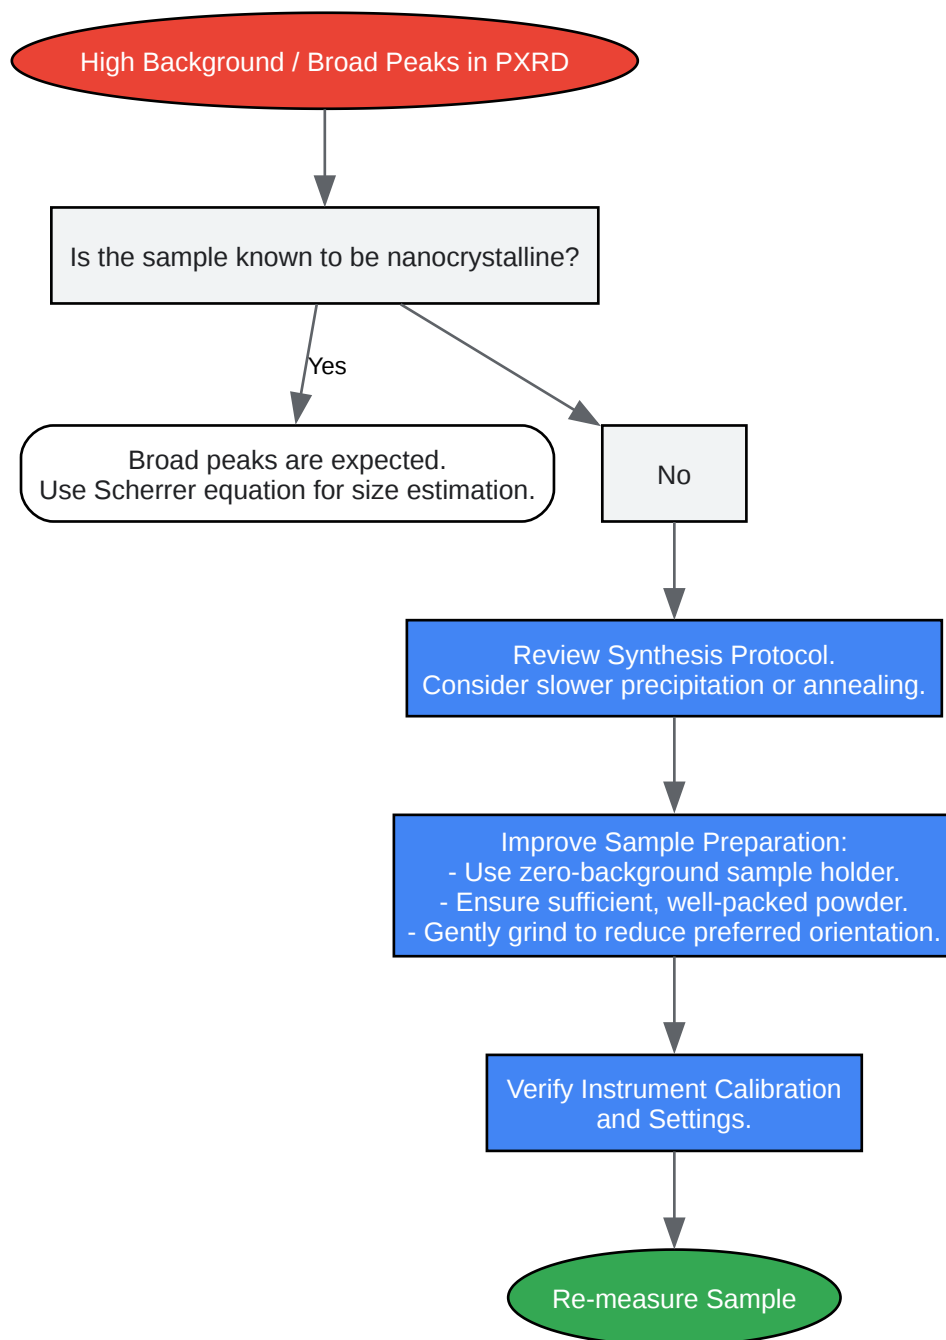 High Background / Broad Peaks in PXRD
Is the sample known to be nanocrystalline?
Yes
Broad peaks are expected.
Use Scherrer equation for size estimation.
No
Review Synthesis Protocol.
Consider slower precipitation or annealing.
Improve Sample Preparation:
- Use zero-background sample holder.
- Ensure sufficient, well-packed powder.
- Gently grind to reduce preferred orientation.
Verify Instrument Calibration
and Settings.
Re-measure Sample